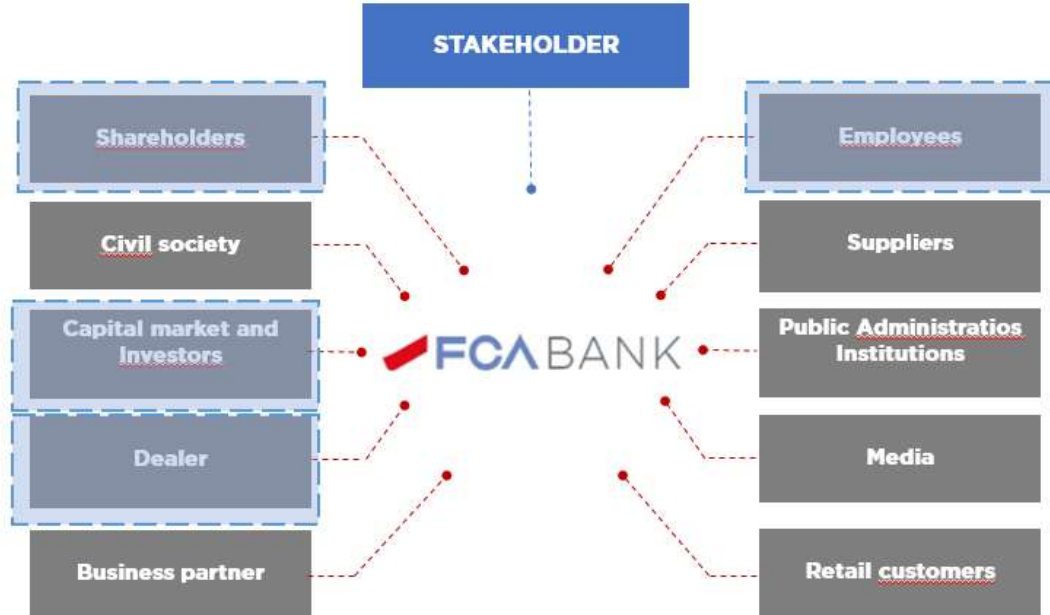 STAKEHOLDER
Shareholders
Civil society
Capital market and
Investors
Dealer
Business partner
FCA BANK
Employees
Suppliers
Public Administratios
Institutions
Media
Retail customers